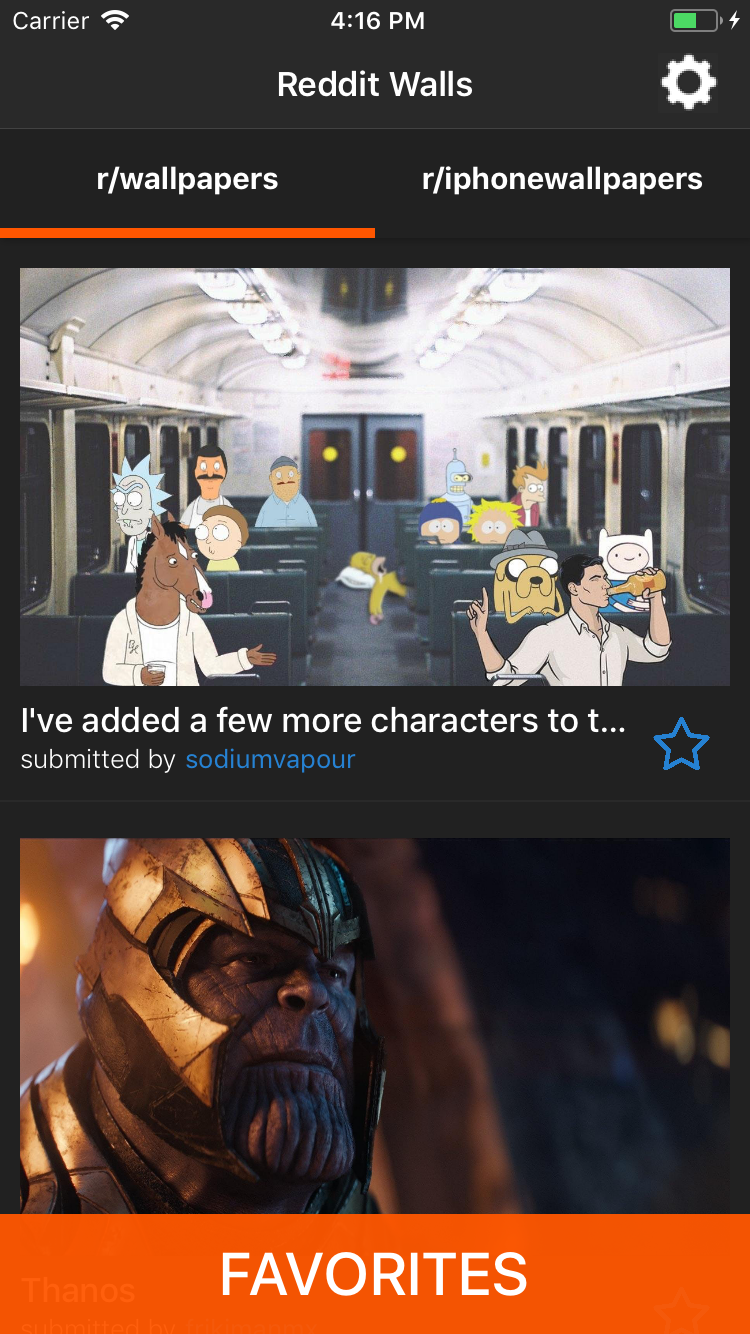 Carrier 4:16 PM
Reddit Walls
r/wallpapers r/iphonewallpapers
I've added a few more characters to t...
submitted by sodiumvapour
FAVORITES
Thanos
submitted by frikimanmx